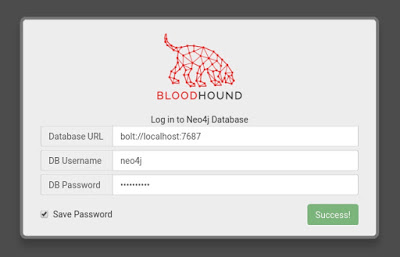 BLOODHOUND
Log in to Neo4j Database
Database URL bolt://localhost:7687
DB Username neo4j
DB Password ••••••••••
Save Password Success!